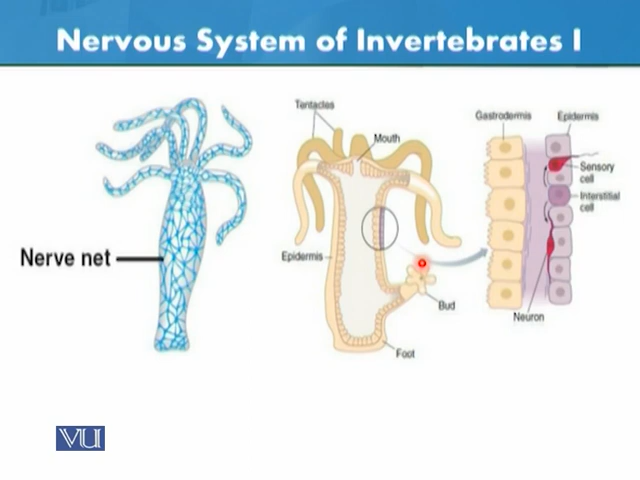 Nervous System of Invertebrates I
Tentacles
Mouth
Gastrodermis
Epidermis
Sensory
cell
Interstitial
cell
Nerve net
Epidermis
Bud
Neuron
Foot
VU